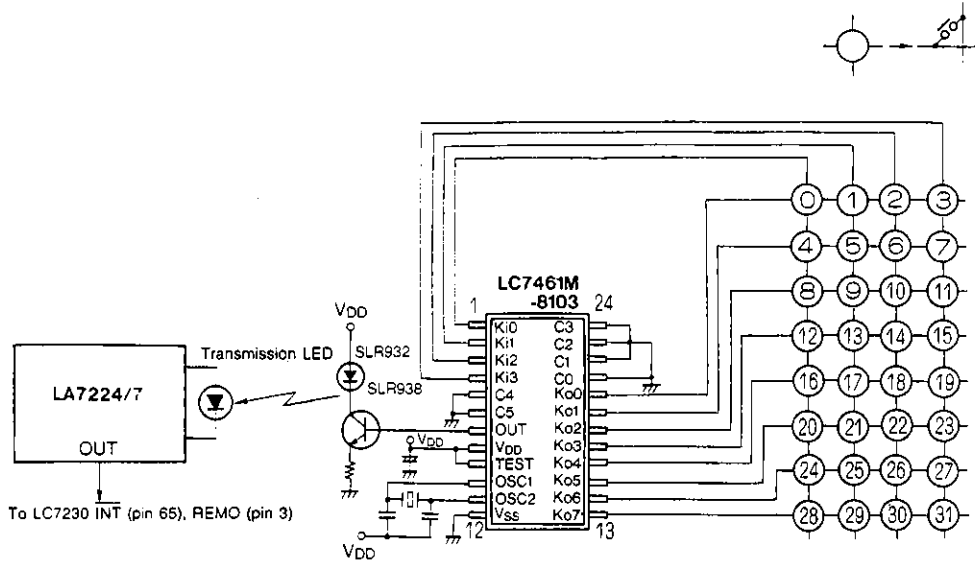 0 1 2 3
4 5 6 7
8 9 10 11
12 13 14 15
16 17 18 19
20 21 22 23
24 25 26 27
28 29 30 31
LC7461M
-8103
1 24
Ki0 C3
Ki1 C2
Ki2 C1
Ki3 C0
C4 Ko0
C5 Ko1
OUT Ko2
VDD Ko3
TEST Ko4
OSC1 Ko5
OSC2 Ko6
VSS Ko7
12 13
VDD
Transmission LED
SLR932
SLR938
LA7224/7
OUT
VDD
VDD
To LC7230 INT (pin 65), REMO (pin 3)